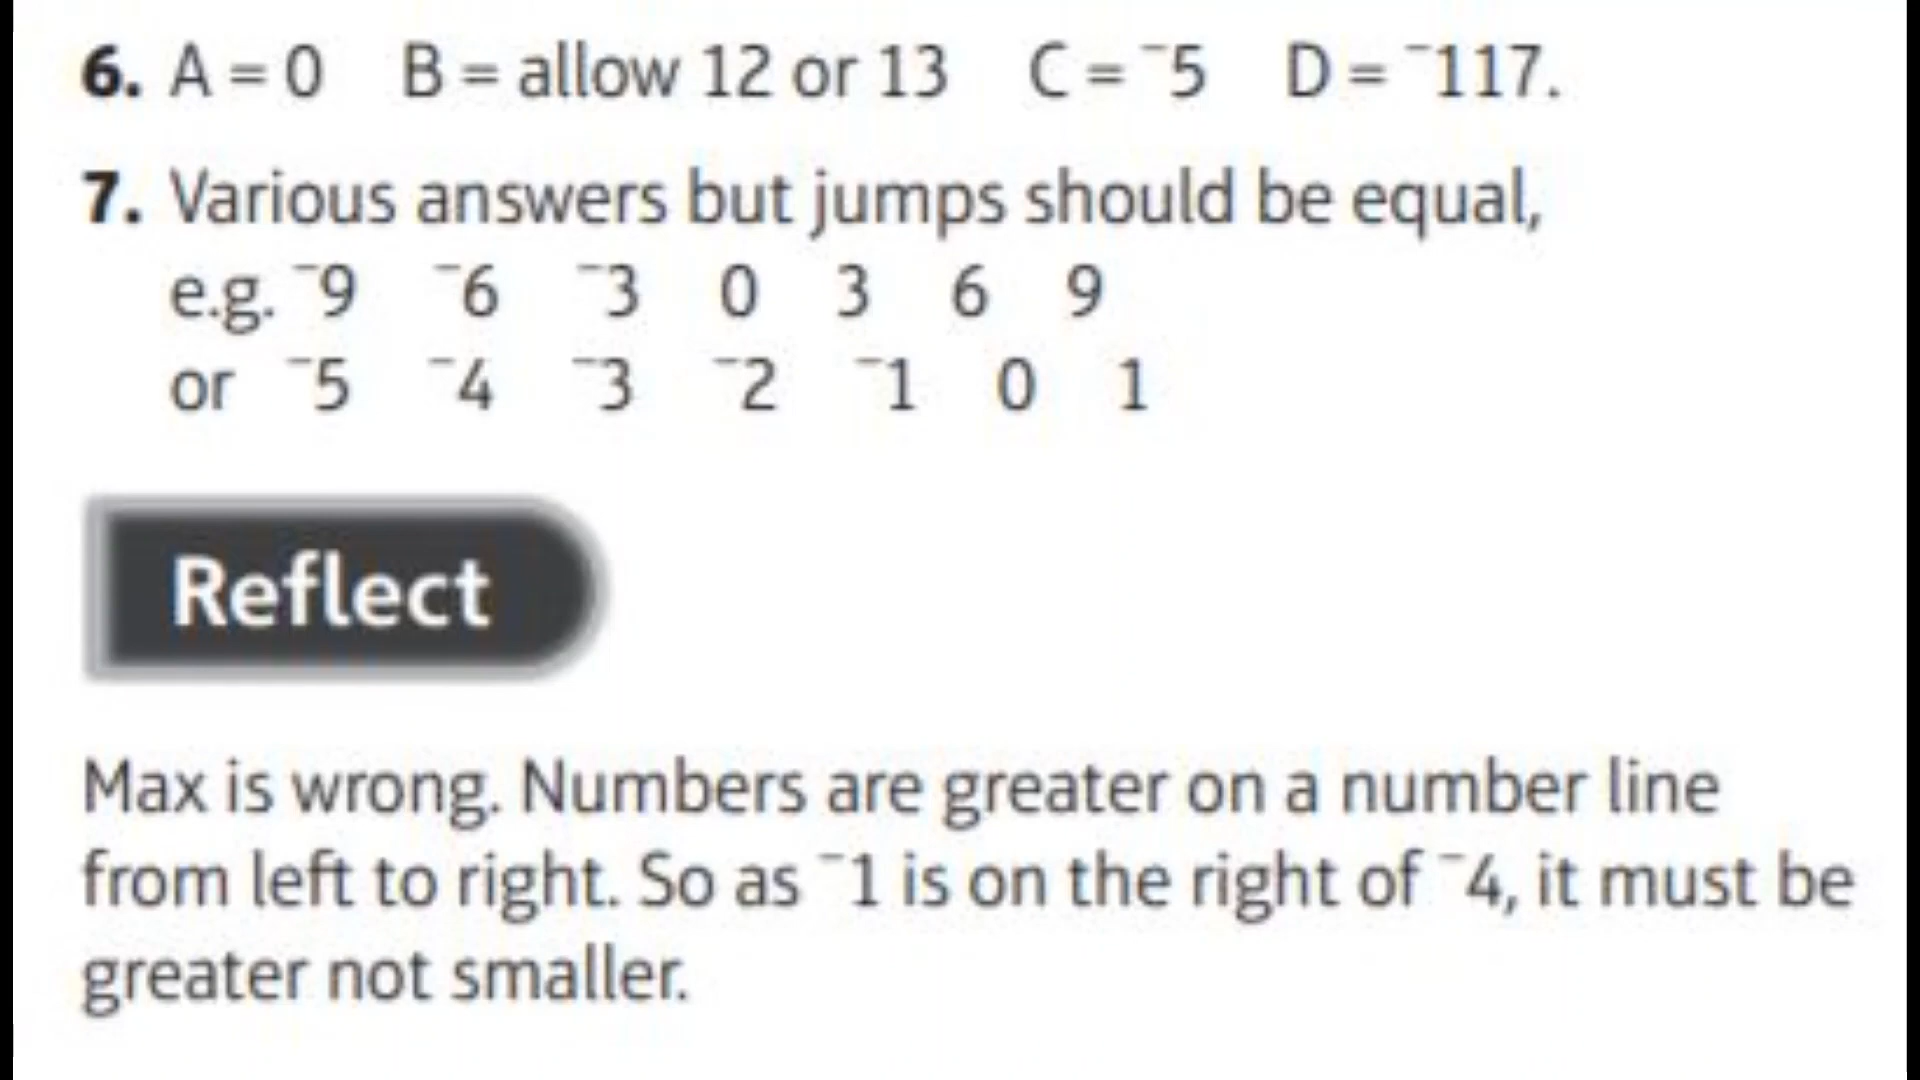 6. A = 0 B = allow 12 or 13 C = ⁻5 D = ⁻117.
7. Various answers but jumps should be equal,
e.g. ⁻9 ⁻6 ⁻3 0 3 6 9
or ⁻5 ⁻4 ⁻3 ⁻2 ⁻1 0 1
Reflect
Max is wrong. Numbers are greater on a number line
from left to right. So as ⁻1 is on the right of ⁻4, it must be
greater not smaller.